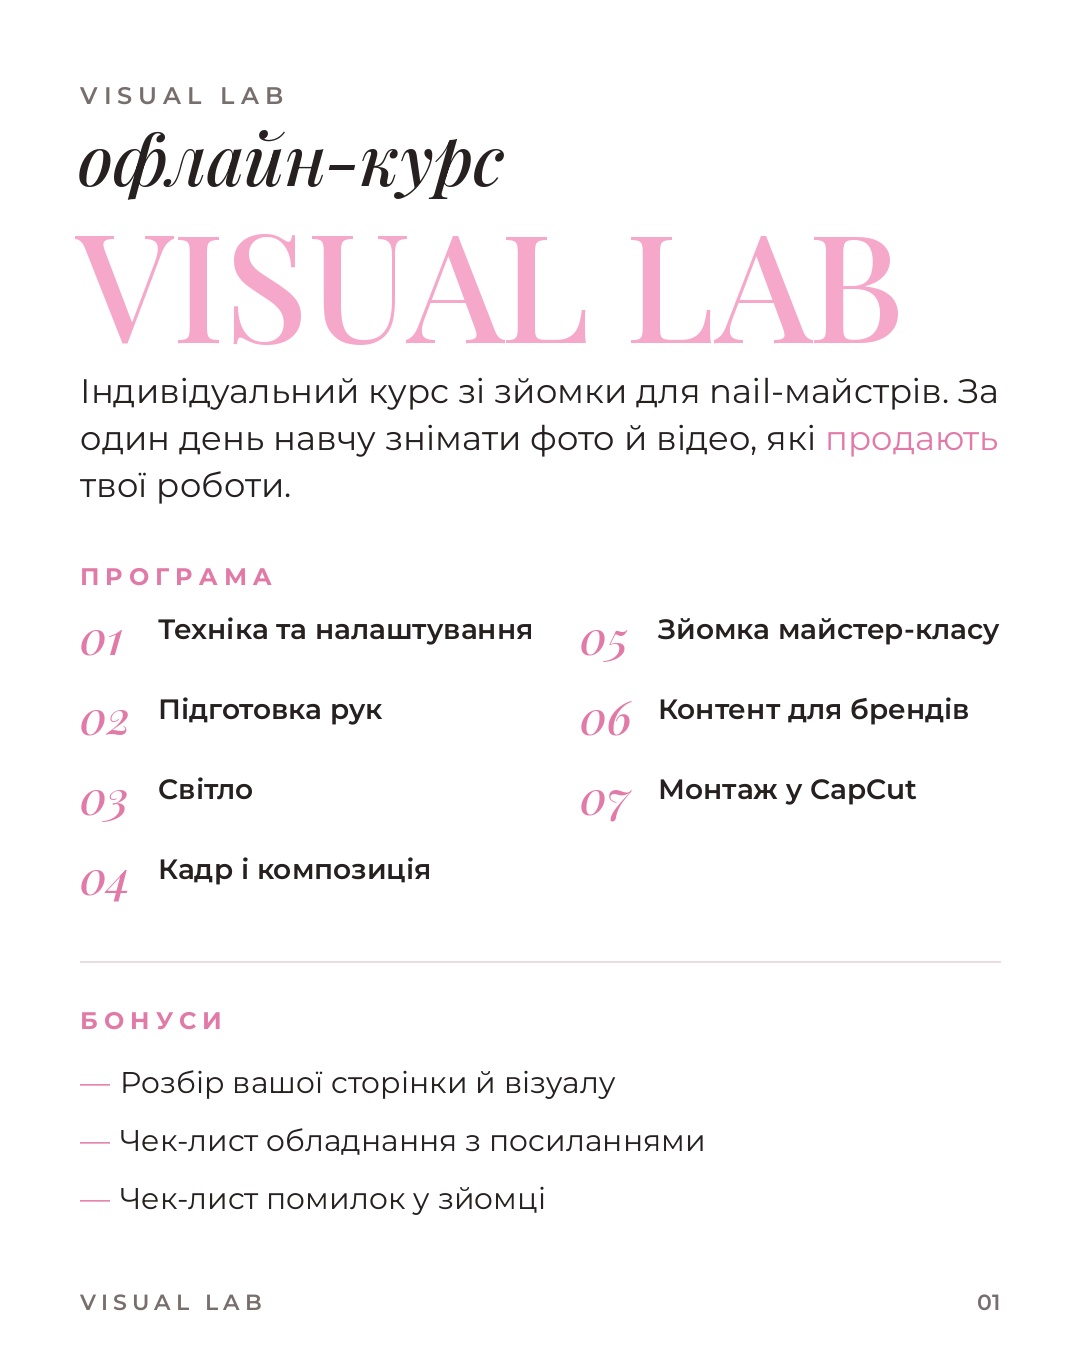 VISUAL LAB
офлайн-курс
VISUAL LAB
Індивідуальний курс зі зйомки для nail-майстрів. За
один день навчу знімати фото й відео, які продають
твої роботи.
ПРОГРАМА
01 Техніка та налаштування
02 Підготовка рук
03 Світло
04 Кадр і композиція
05 Зйомка майстер-класу
06 Контент для брендів
07 Монтаж у CapCut
БОНУСИ
— Розбір вашої сторінки й візуалу
— Чек-лист обладнання з посиланнями
— Чек-лист помилок у зйомці
VISUAL LAB
01